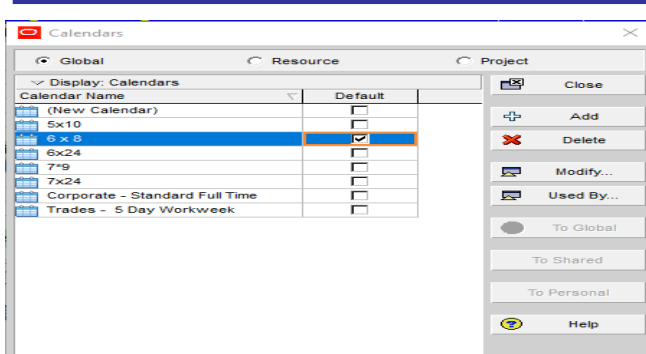 Calendars
Global Resource Project
Display: Calendars
Calendar Name Default
(New Calendar)
5x10
6 x 8
6x24
7*9
7x24
Corporate - Standard Full Time
Trades - 5 Day Workweek
Close
Add
Delete
Modify...
Used By...
To Global
To Shared
To Personal
Help